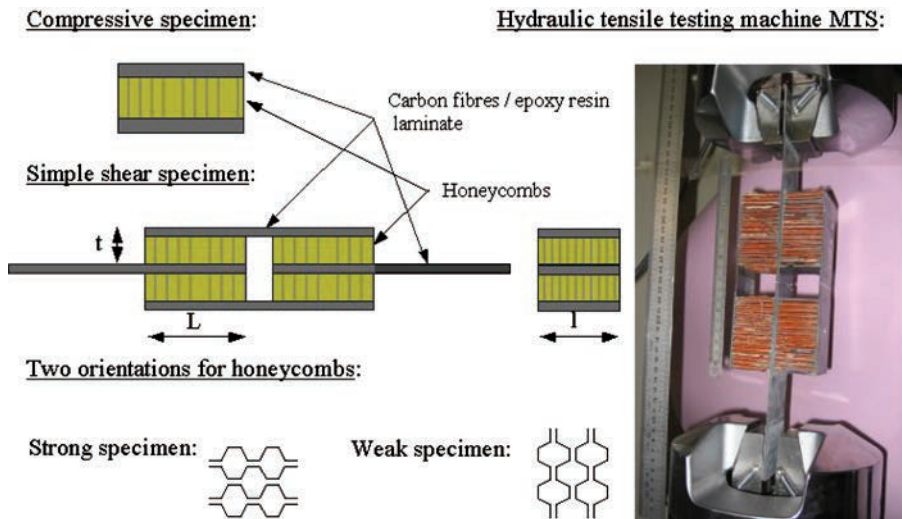 Compressive specimen:
Hydraulic tensile testing machine MTS:
Carbon fibres / epoxy resin
laminate
Simple shear specimen:
Honeycombs
t
L
l
Two orientations for honeycombs:
Strong specimen:
Weak specimen: